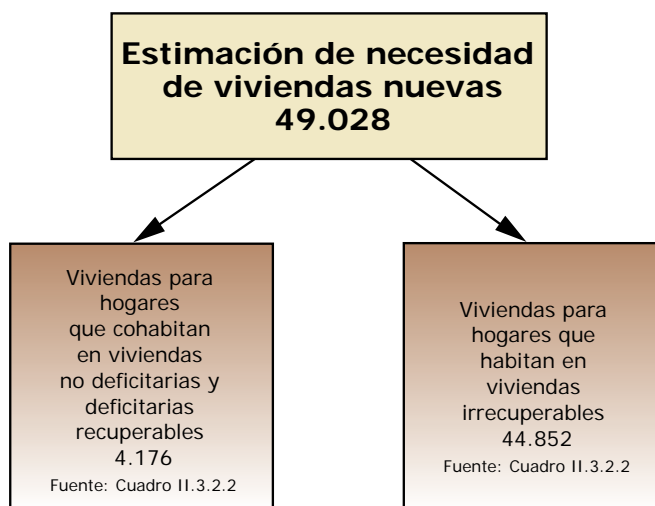 Estimación de necesidad
de viviendas nuevas
49.028
Viviendas para
hogares
que cohabitan
en viviendas
no deficitarias y
deficitarias
recuperables
4.176
Fuente: Cuadro II.3.2.2
Viviendas para
hogares que
habitan en
viviendas
irrecuperables
44.852
Fuente: Cuadro II.3.2.2